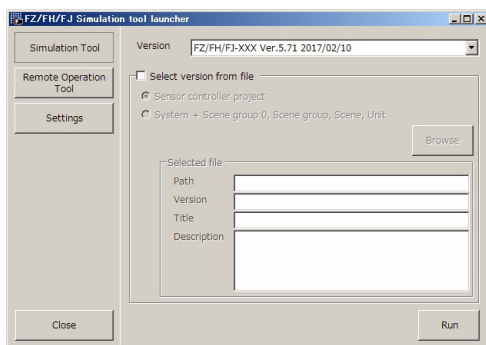 FZ/FH/FJ Simulation tool launcher
Simulation Tool
Remote Operation
Tool
Settings
Close
Version
FZ/FH/FJ-XXX Ver.5.71 2017/02/10
Select version from file
Sensor controller project
System + Scene group 0, Scene group, Scene, Unit
Browse
Selected file
Path
Version
Title
Description
Run